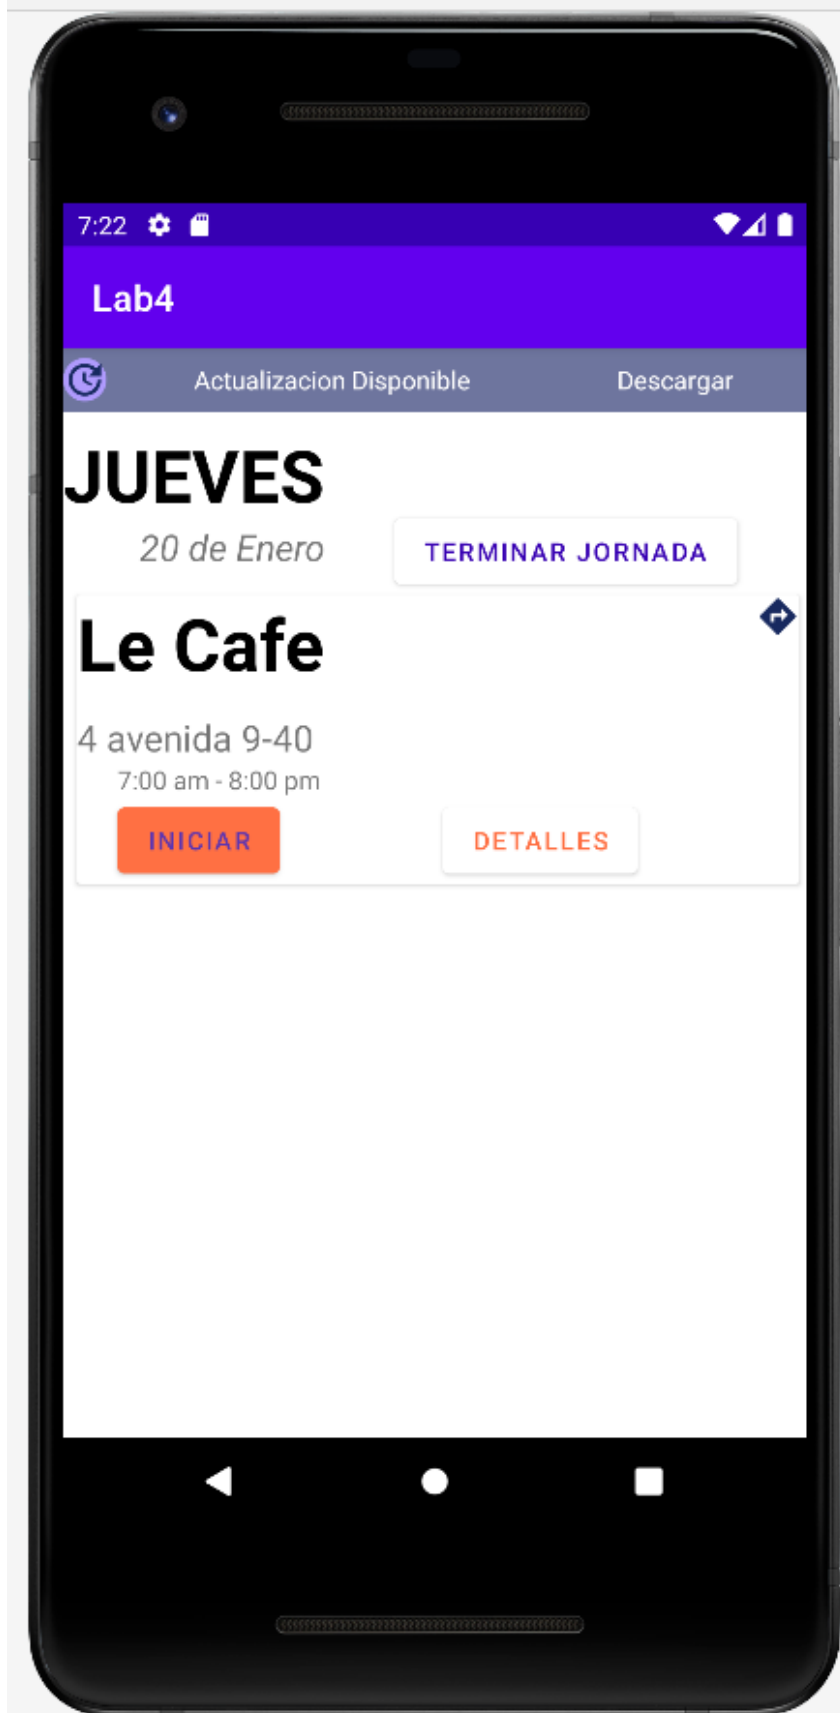 7:22
Lab4
Actualizacion Disponible Descargar
JUEVES
20 de Enero
TERMINAR JORNADA
Le Cafe
4 avenida 9-40
7:00 am - 8:00 pm
INICIAR DETALLES